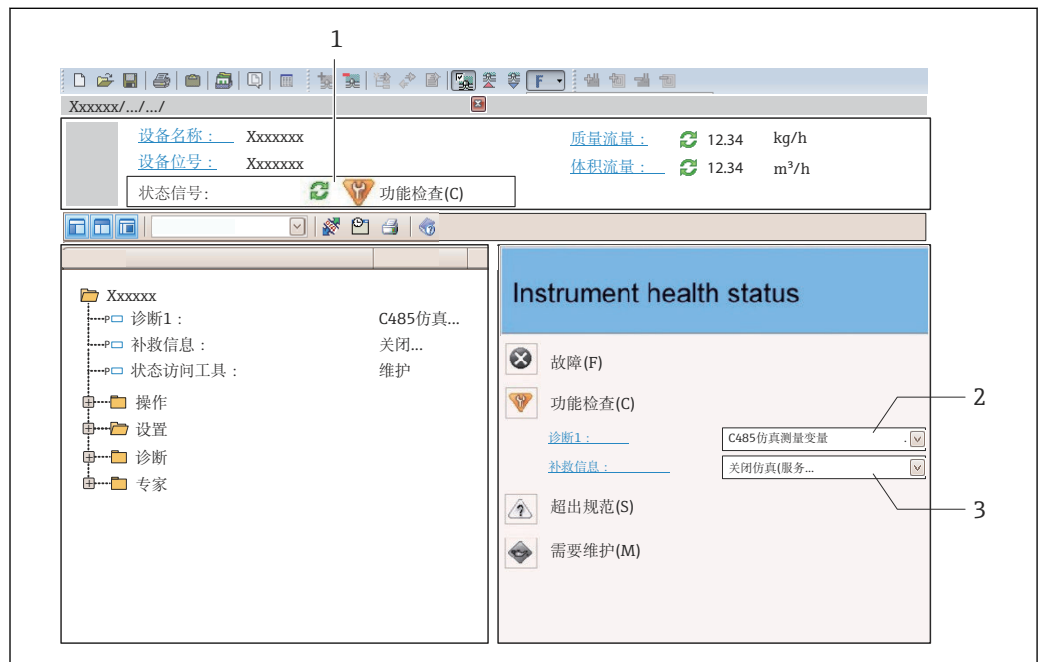 1
F
Xxxxxx/.../.../
设备名称： Xxxxxxx
质量流量： 12.34 kg/h
设备位号： Xxxxxxx
体积流量： 12.34 m³/h
状态信号: 功能检查(C)
Xxxxxx
诊断1： C485仿真...
补救信息： 关闭...
状态访问工具： 维护
操作
设置
诊断
专家
Instrument health status
故障(F)
功能检查(C)
2
诊断1： C485仿真测量变量 .
补救信息： 关闭仿真(服务...
超出规范(S)
3
需要维护(M)